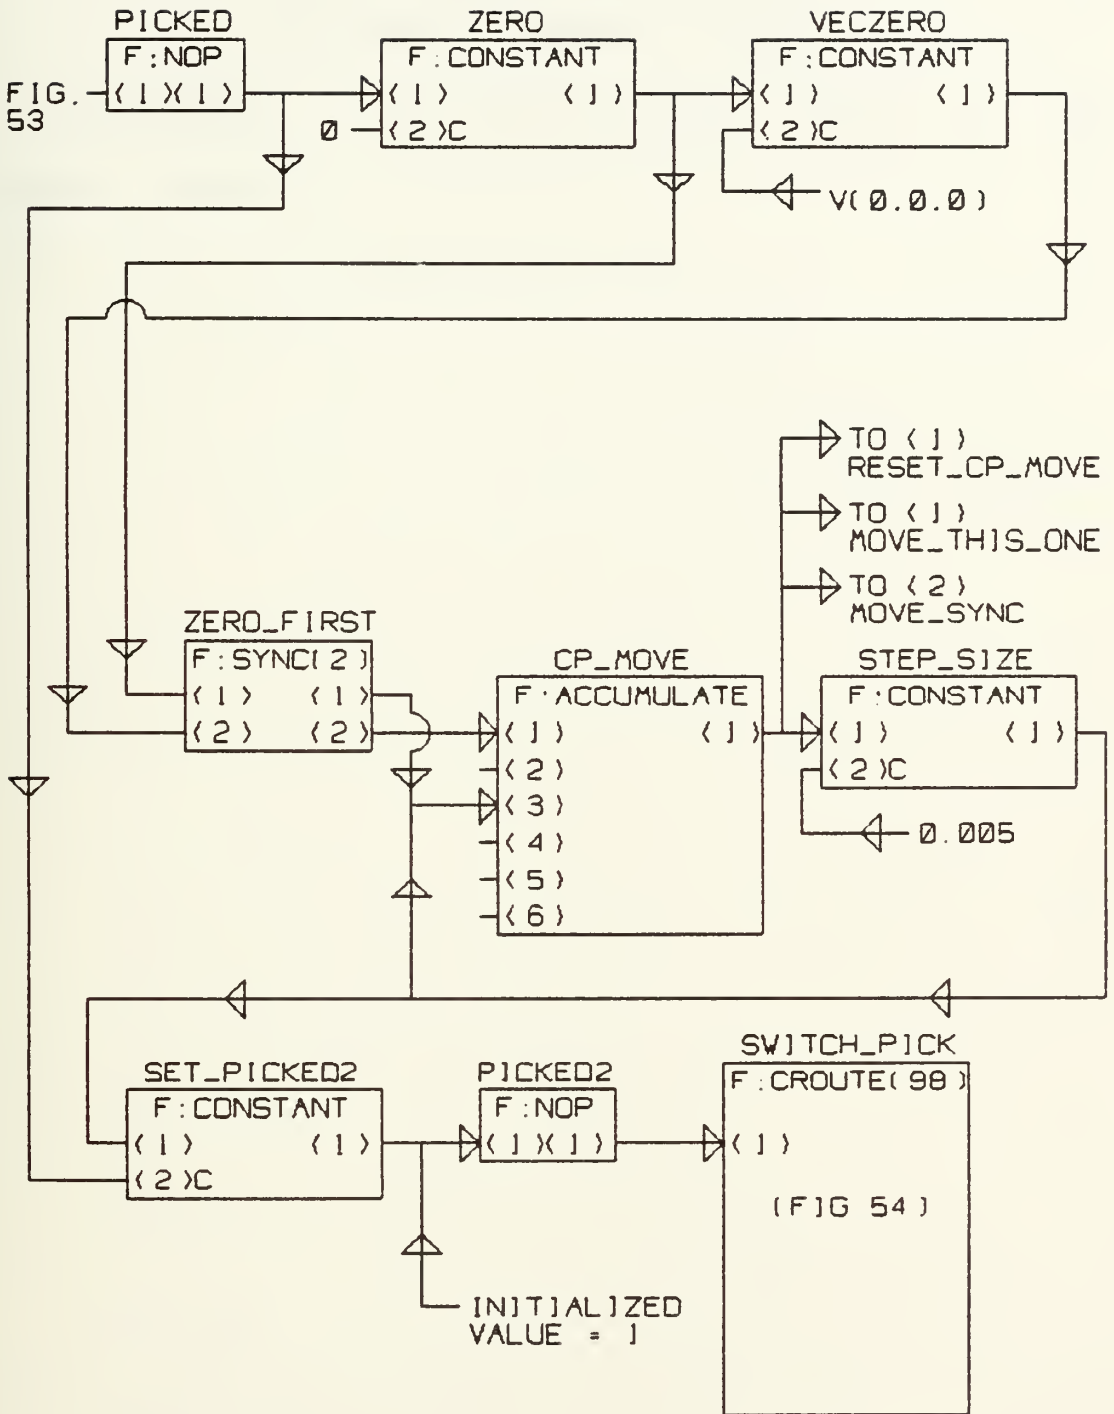 PICKED
F:NOP
FIG.
53
<1><1>
ZERO
F:CONSTANT
<1> <1>
0
<2>C
VECZERO
F:CONSTANT
<1> <1>
<2>C
V(0.0.0)
TO <1>
RESET_CP_MOVE
TO <1>
MOVE_THIS_ONE
TO <2>
MOVE_SYNC
ZERO_FIRST
F:SYNC(2)
<1> <1>
<2> <2>
CP_MOVE
F:ACCUMULATE
<1> <1>
<2>
<3>
<4>
<5>
<6>
STEP_SIZE
F:CONSTANT
<1> <1>
<2>C
0.005
SET_PICKED2
F:CONSTANT
<1> <1>
<2>C
PICKED2
F:NOP
<1><1>
SWITCH_PICK
F:CROUTE(98)
<1>
(FIG 54)
INITIALIZED
VALUE = 1